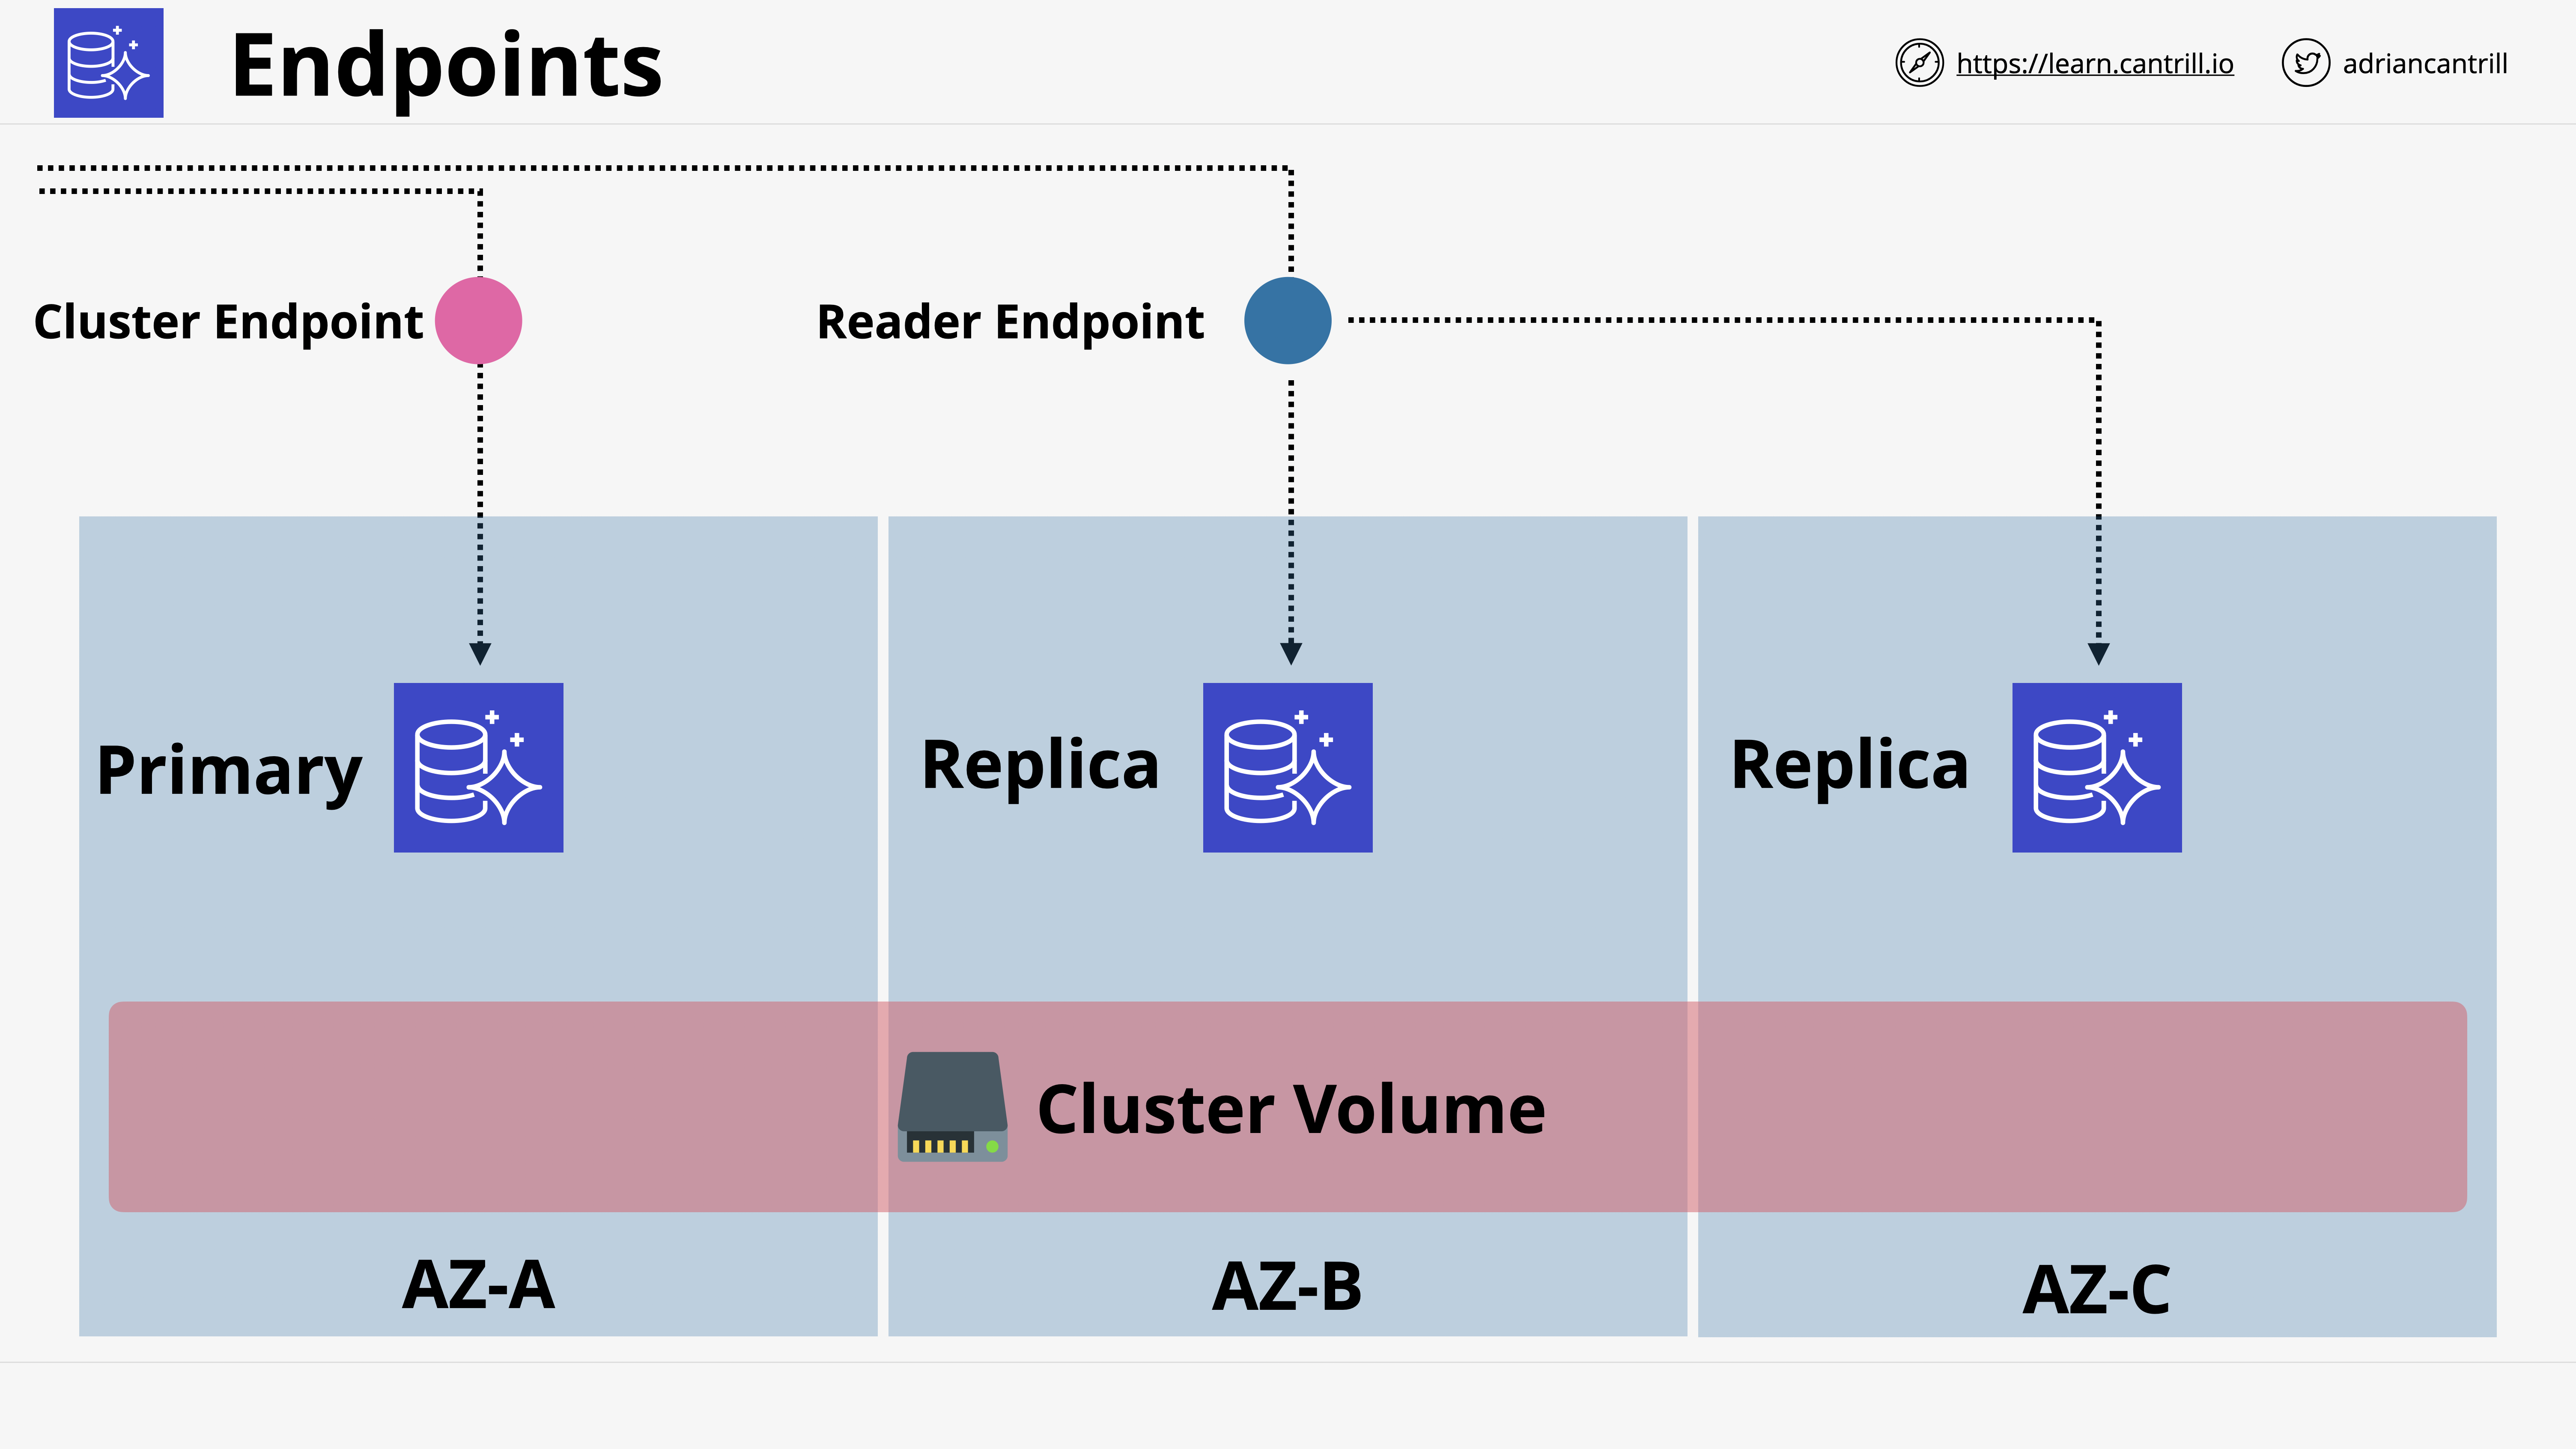 Endpoints
https://learn.cantrill.io
adriancantrill
Cluster Endpoint
Reader Endpoint
Primary
Replica
Replica
Cluster Volume
AZ-A
AZ-B
AZ-C